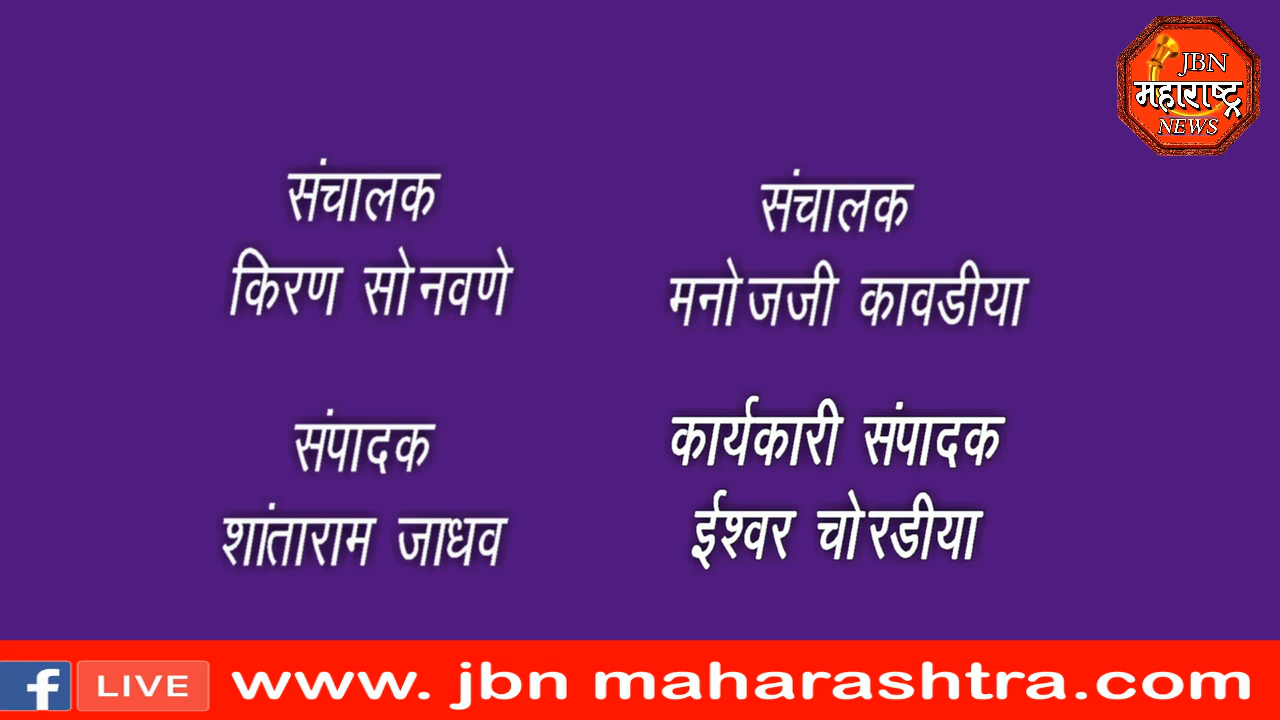 JBN
महाराष्ट्र
NEWS
संचालक
किरण सोनवणे
संचालक
मनोजजी कावडीया
संपादक
शांताराम जाधव
कार्यकारी संपादक
ईश्वर चोरडीया
f LIVE www. jbn maharashtra.com